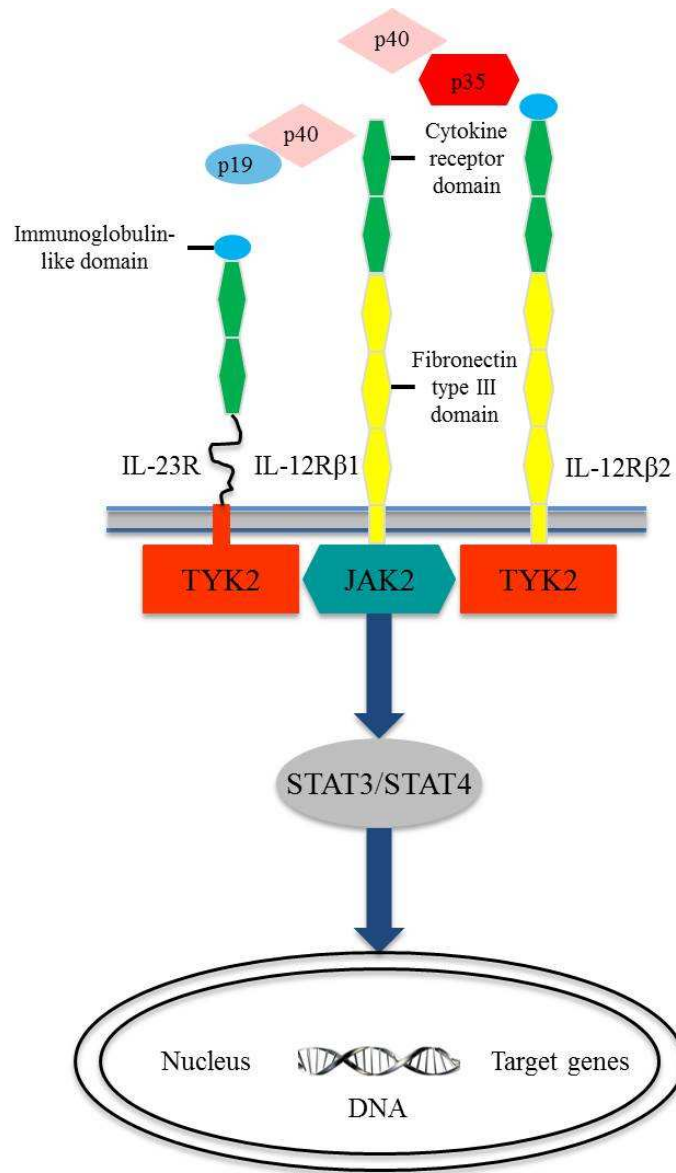 p40
p35
p40
p19
Cytokine
receptor
domain
Immunoglobulin-
like domain
Fibronectin
type III
domain
IL-23R
IL-12Rβ1
IL-12Rβ2
TYK2
JAK2
TYK2
STAT3/STAT4
Nucleus
Target genes
DNA